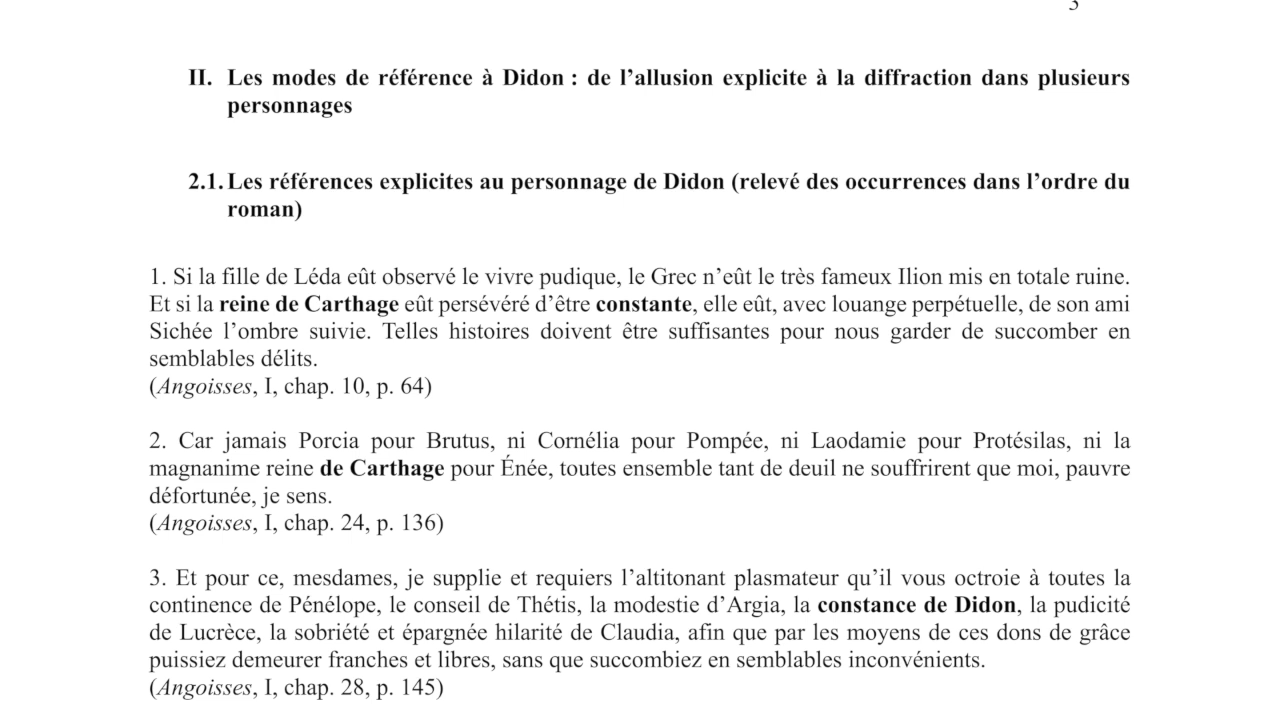 3
II. Les modes de référence à Didon : de l’allusion explicite à la diffraction dans plusieurs
personnages
2.1. Les références explicites au personnage de Didon (relevé des occurrences dans l’ordre du
roman)
1. Si la fille de Léda eût observé le vivre pudique, le Grec n’eût le très fameux Ilion mis en totale ruine.
Et si la reine de Carthage eût persévéré d’être constante, elle eût, avec louange perpétuelle, de son ami
Sichée l’ombre suivie. Telles histoires doivent être suffisantes pour nous garder de succomber en
semblables délits.
(Angoisses, I, chap. 10, p. 64)
2. Car jamais Porcia pour Brutus, ni Cornélia pour Pompée, ni Laodamie pour Protésilas, ni la
magnanime reine de Carthage pour Énée, toutes ensemble tant de deuil ne souffrirent que moi, pauvre
défortunée, je sens.
(Angoisses, I, chap. 24, p. 136)
3. Et pour ce, mesdames, je supplie et requiers l’altitonant plasmateur qu’il vous octroie à toutes la
continence de Pénélope, le conseil de Thétis, la modestie d’Argia, la constance de Didon, la pudicité
de Lucrèce, la sobriété et épargnée hilarité de Claudia, afin que par les moyens de ces dons de grâce
puissiez demeurer franches et libres, sans que succombiez en semblables inconvénients.
(Angoisses, I, chap. 28, p. 145)